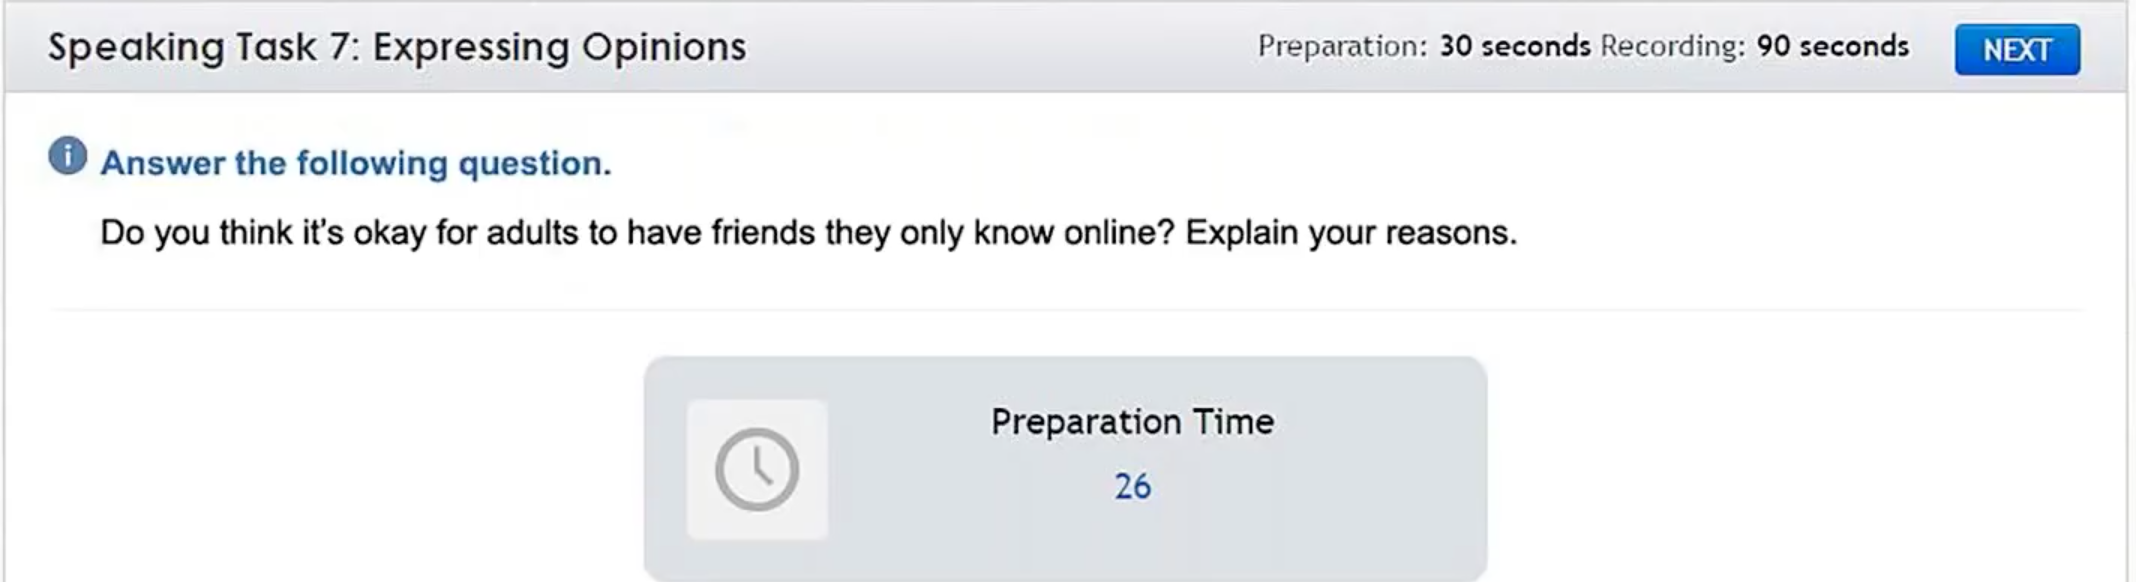 Speaking Task 7: Expressing Opinions
Preparation: 30 seconds Recording: 90 seconds
NEXT
Answer the following question.
Do you think it's okay for adults to have friends they only know online? Explain your reasons.
Preparation Time
26